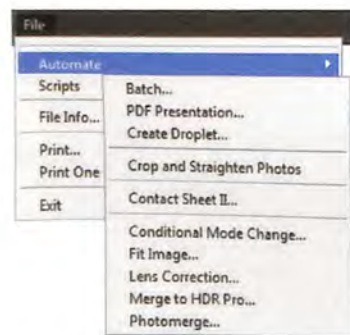 File
Automate
Scripts
File Info...
Print...
Print One
Exit
Batch...
PDF Presentation...
Create Droplet...
Crop and Straighten Photos
Contact Sheet II...
Conditional Mode Change...
Fit Image...
Lens Correction...
Merge to HDR Pro...
Photomerge...